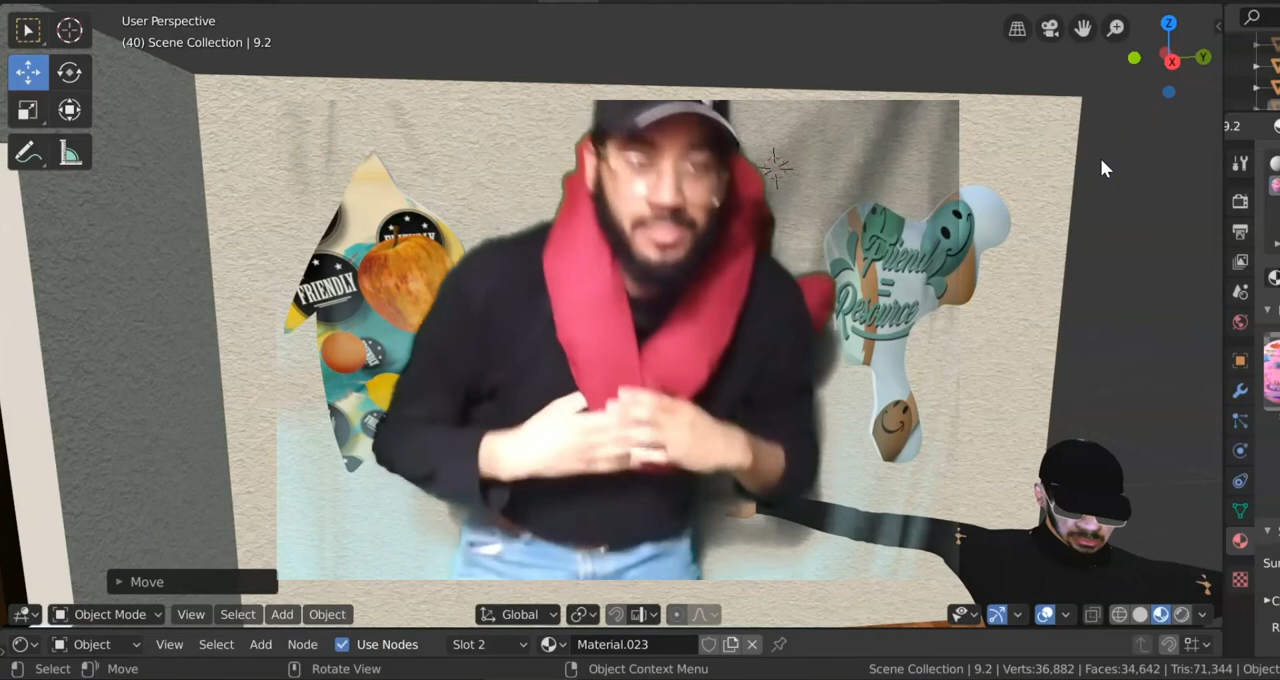 User Perspective
(40) Scene Collection | 9.2
9.2
FRIENDLY
FRIENDLY
Friend
=
Resource
Move
Object Mode
View
Select
Add
Object
Global
Object
View
Select
Add
Node
Use Nodes
Slot 2
Material.023
Select
Move
Rotate View
Object Context Menu
Scene Collection | 9.2 | Verts:36,882 | Faces:34,642 | Tris:71,344 | Object
Su
C
R